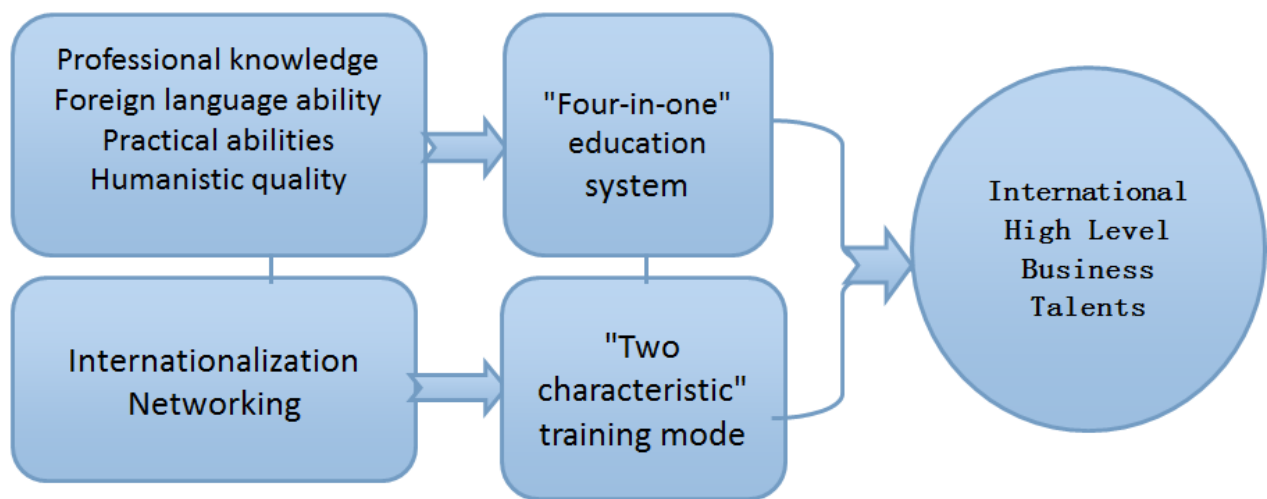 Professional knowledge
Foreign language ability
Practical abilities
Humanistic quality
"Four-in-one"
education
system
Internationalization
Networking
"Two
characteristic"
training mode
International
High Level
Business
Talents